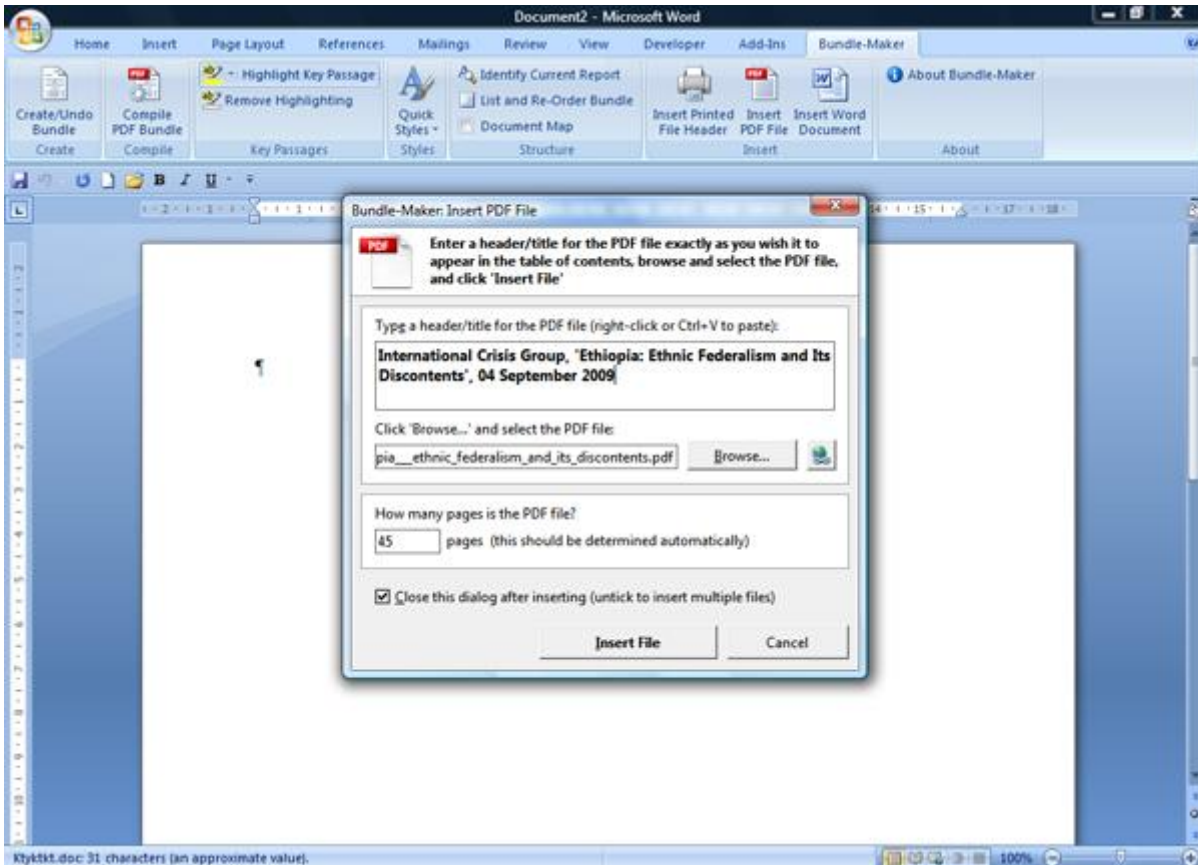 Document2 - Microsoft Word
Home Insert Page Layout References Mailings Review View Developer Add-Ins Bundle-Maker
Create/Undo Bundle
Compile PDF Bundle
Highlight Key Passage
Remove Highlighting
Quick Styles
Identify Current Report
List and Re-Order Bundle
Document Map
Insert Printed File Header
Insert PDF File
Insert Word Document
About Bundle-Maker
Create Compile Key Passages Styles Structure Insert About
B I U
Bundle-Maker: Insert PDF File
PDF
Enter a header/title for the PDF file exactly as you wish it to
appear in the table of contents, browse and select the PDF file,
and click 'Insert File'
Type a header/title for the PDF file (right-click or Ctrl+V to paste):
International Crisis Group, 'Ethiopia: Ethnic Federalism and Its
Discontents', 04 September 2009
Click 'Browse...' and select the PDF file:
pia__ethnic_federalism_and_its_discontents.pdf Browse...
How many pages is the PDF file?
45 pages (this should be determined automatically)
Close this dialog after inserting (untick to insert multiple files)
Insert File Cancel
¶
Ktyktkt.doc: 31 characters (an approximate value). 100%